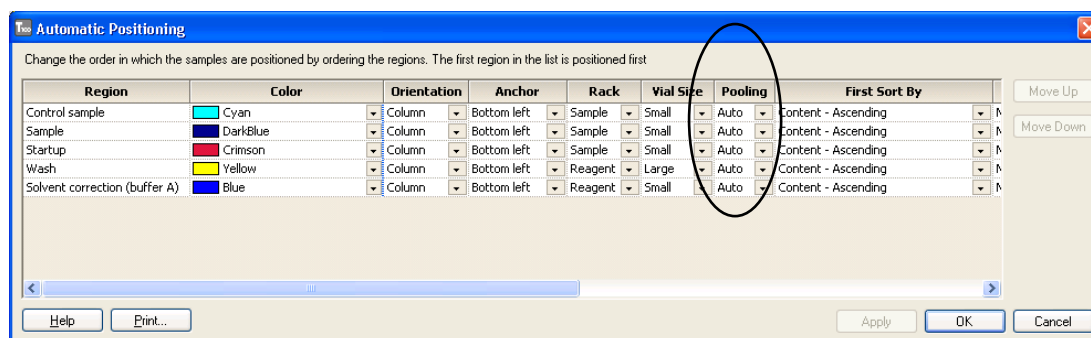 T100 Automatic Positioning
Change the order in which the samples are positioned by ordering the regions. The first region in the list is positioned first
Region Color Orientation Anchor Rack Vial Size Pooling First Sort By
Control sample Cyan Column Bottom left Sample Small Auto Content - Ascending
Sample DarkBlue Column Bottom left Sample Small Auto Content - Ascending
Startup Crimson Column Bottom left Sample Small Auto Content - Ascending
Wash Yellow Column Bottom left Reagent Large Auto Content - Ascending
Solvent correction (buffer A) Blue Column Bottom left Reagent Small Auto Content - Ascending
Move Up
Move Down
Help Print... Apply OK Cancel